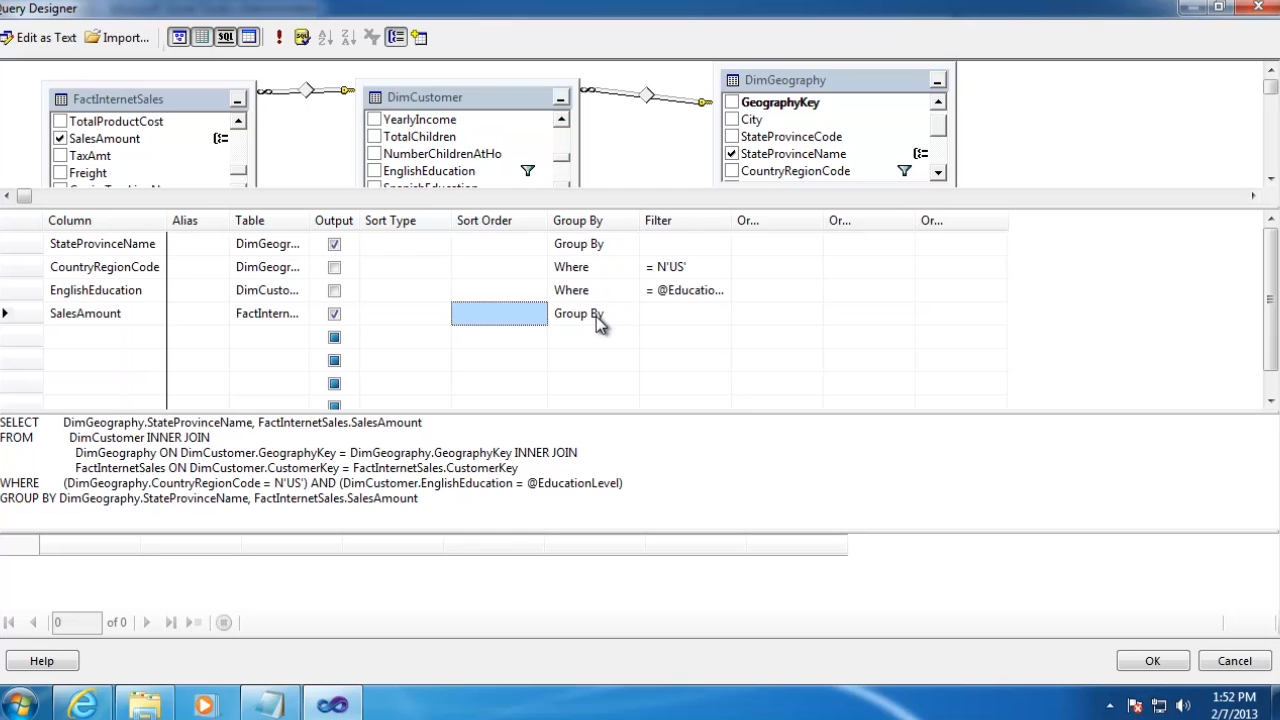 Query Designer
Edit as Text Import...
SQL
FactInternetSales
TotalProductCost
SalesAmount
TaxAmt
Freight
DimCustomer
YearlyIncome
TotalChildren
NumberChildrenAtHo
EnglishEducation
DimGeography
GeographyKey
City
StateProvinceCode
StateProvinceName
CountryRegionCode
Column Alias Table Output Sort Type Sort Order Group By Filter Or... Or... Or...
StateProvinceName DimGeogr... Group By
CountryRegionCode DimGeogr... Where = N'US'
EnglishEducation DimCusto... Where = @Educatio...
SalesAmount FactIntern... Group By
SELECT DimGeography.StateProvinceName, FactInternetSales.SalesAmount
FROM DimCustomer INNER JOIN
DimGeography ON DimCustomer.GeographyKey = DimGeography.GeographyKey INNER JOIN
FactInternetSales ON DimCustomer.CustomerKey = FactInternetSales.CustomerKey
WHERE (DimGeography.CountryRegionCode = N'US') AND (DimCustomer.EnglishEducation = @EducationLevel)
GROUP BY DimGeography.StateProvinceName, FactInternetSales.SalesAmount
0 of 0
Help OK Cancel
1:52 PM
2/7/2013